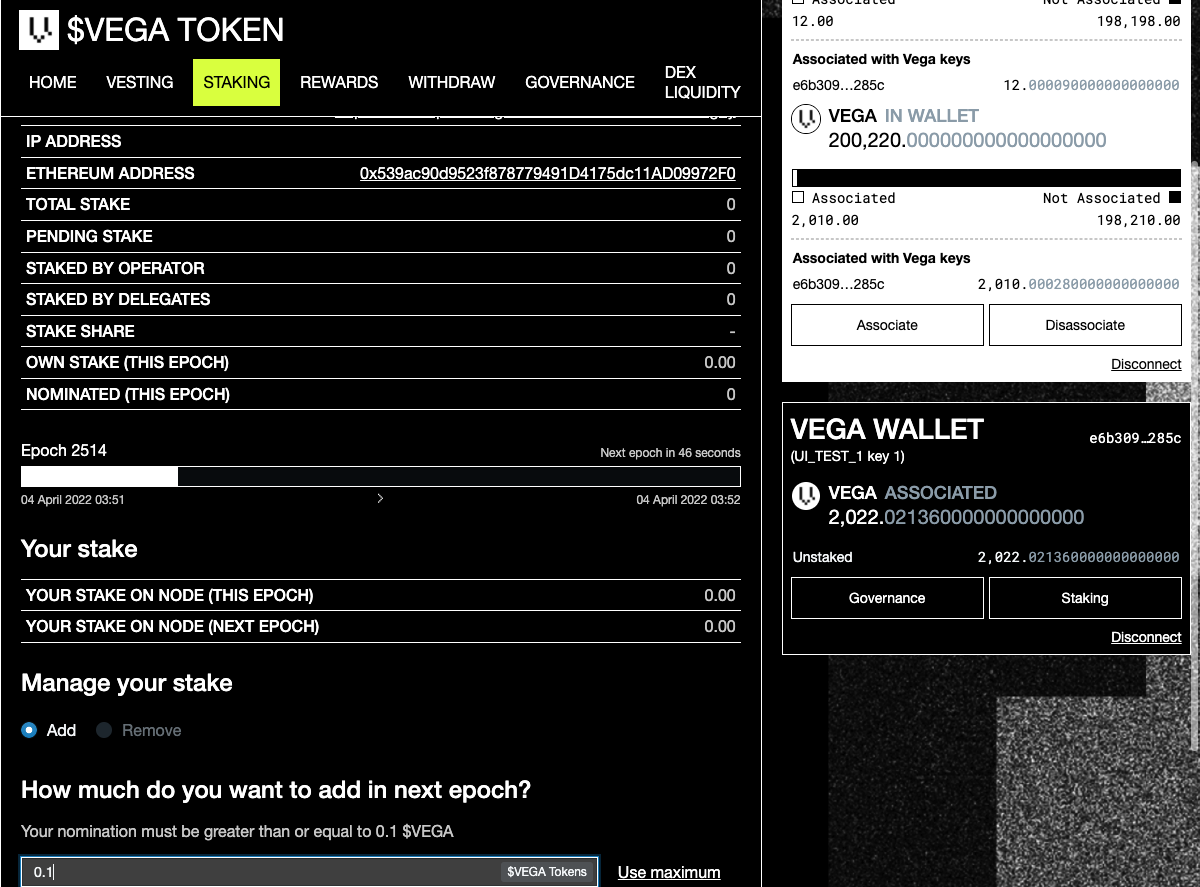 $VEGA TOKEN
HOME VESTING STAKING REWARDS WITHDRAW GOVERNANCE DEX LIQUIDITY
IP ADDRESS
ETHEREUM ADDRESS 0x539ac90d9523f878779491D4175dc11AD09972F0
TOTAL STAKE 0
PENDING STAKE 0
STAKED BY OPERATOR 0
STAKED BY DELEGATES 0
STAKE SHARE -
OWN STAKE (THIS EPOCH) 0.00
NOMINATED (THIS EPOCH) 0
Epoch 2514 Next epoch in 46 seconds
04 April 2022 03:51 > 04 April 2022 03:52
Your stake
YOUR STAKE ON NODE (THIS EPOCH) 0.00
YOUR STAKE ON NODE (NEXT EPOCH) 0.00
Manage your stake
Add Remove
How much do you want to add in next epoch?
Your nomination must be greater than or equal to 0.1 $VEGA
0.1 $VEGA Tokens Use maximum
Associated Not Associated
12.00 198,198.00
Associated with Vega keys
e6b309…285c 12.000090000000000000
VEGA IN WALLET
200,220.000000000000000000
Associated Not Associated
2,010.00 198,210.00
Associated with Vega keys
e6b309…285c 2,010.000280000000000000
Associate Disassociate
Disconnect
VEGA WALLET e6b309…285c
(UI_TEST_1 key 1)
VEGA ASSOCIATED
2,022.021360000000000000
Unstaked 2,022.021360000000000000
Governance Staking
Disconnect